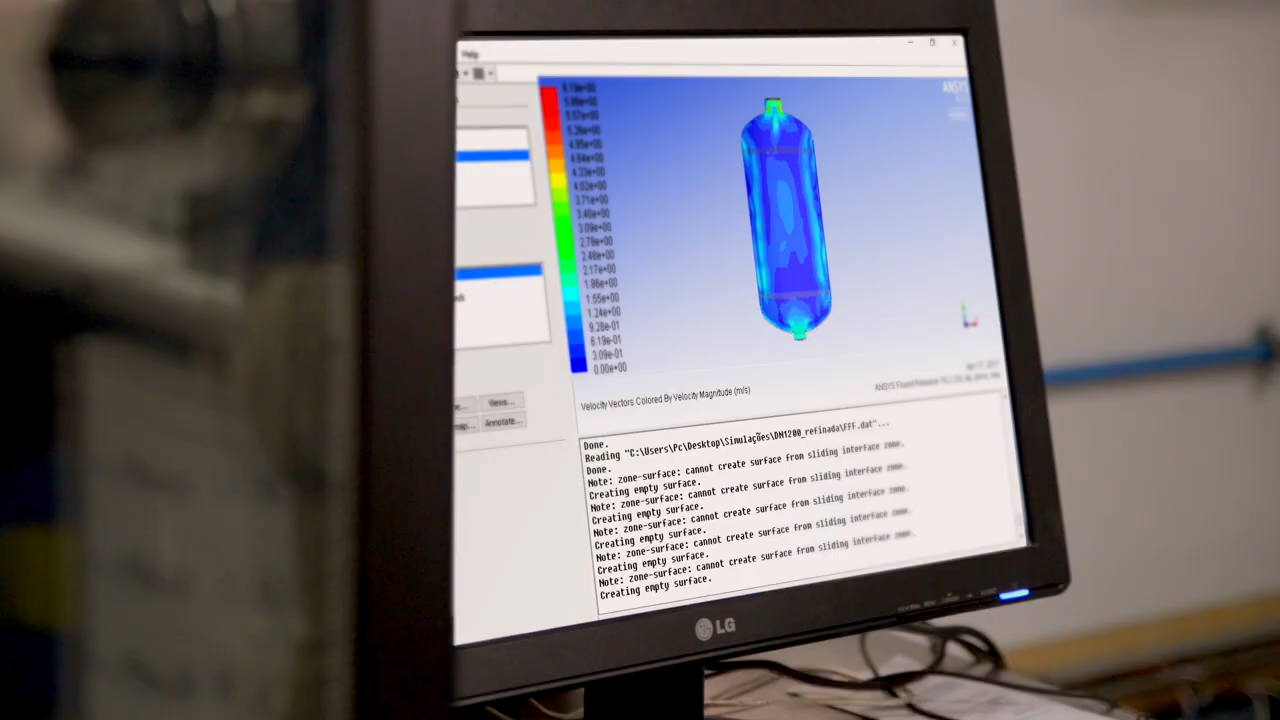 Help
ANSYS
6.19e+00
5.88e+00
5.57e+00
5.26e+00
4.95e+00
4.64e+00
4.33e+00
4.02e+00
3.71e+00
3.40e+00
3.09e+00
2.78e+00
2.48e+00
2.17e+00
1.86e+00
1.55e+00
1.24e+00
9.28e-01
6.19e-01
3.09e-01
0.00e+00
Velocity Vectors Colored By Velocity Magnitude (m/s)
ANSYS Fluent Release
Views...
Annotate...
Done.
Reading "C:\Users\Pc\Desktop\Simulações\DN1200_refinada\FFF.dat"...
Done.
Note: zone-surface: cannot create surface from sliding interface zone.
Creating empty surface.
Note: zone-surface: cannot create surface from sliding interface zone.
Creating empty surface.
Note: zone-surface: cannot create surface from sliding interface zone.
Creating empty surface.
Note: zone-surface: cannot create surface from sliding interface zone.
Creating empty surface.
Note: zone-surface: cannot create surface from sliding interface zone.
Creating empty surface.
LG